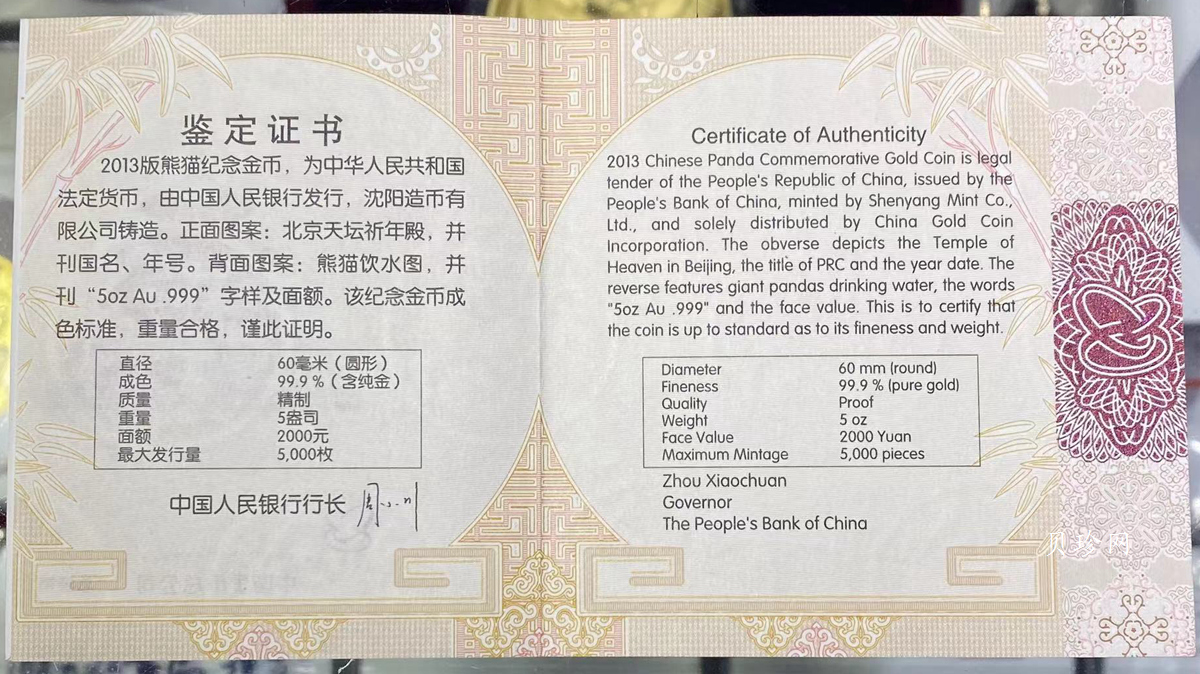 鉴定证书
2013版熊猫纪念金币，为中华人民共和国
法定货币，由中国人民银行发行，沈阳造币有
限公司铸造。正面图案：北京天坛祈年殿，并
刊国名、年号。背面图案：熊猫饮水图，并
刊“5oz Au .999”字样及面额。该纪念金币成
色标准，重量合格，谨此证明。
直径 60毫米（圆形）
成色 99.9%（含纯金）
质量 精制
重量 5盎司
面额 2000元
最大发行量 5,000枚
中国人民银行行长 周小川
Certificate of Authenticity
2013 Chinese Panda Commemorative Gold Coin is legal
tender of the People's Republic of China, issued by the
People's Bank of China, minted by Shenyang Mint Co.,
Ltd., and solely distributed by China Gold Coin
Incorporation. The obverse depicts the Temple of
Heaven in Beijing, the title of PRC and the year date. The
reverse features giant pandas drinking water, the words
"5oz Au .999" and the face value. This is to certify that
the coin is up to standard as to its fineness and weight.
Diameter 60 mm (round)
Fineness 99.9 % (pure gold)
Quality Proof
Weight 5 oz
Face Value 2000 Yuan
Maximum Mintage 5,000 pieces
Zhou Xiaochuan
Governor
The People's Bank of China